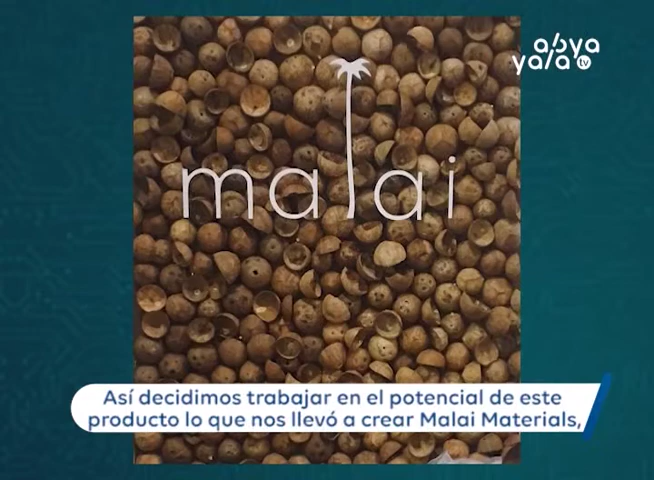 abya
yala tv
malai
Así decidimos trabajar en el potencial de este
producto lo que nos llevó a crear Malai Materials,